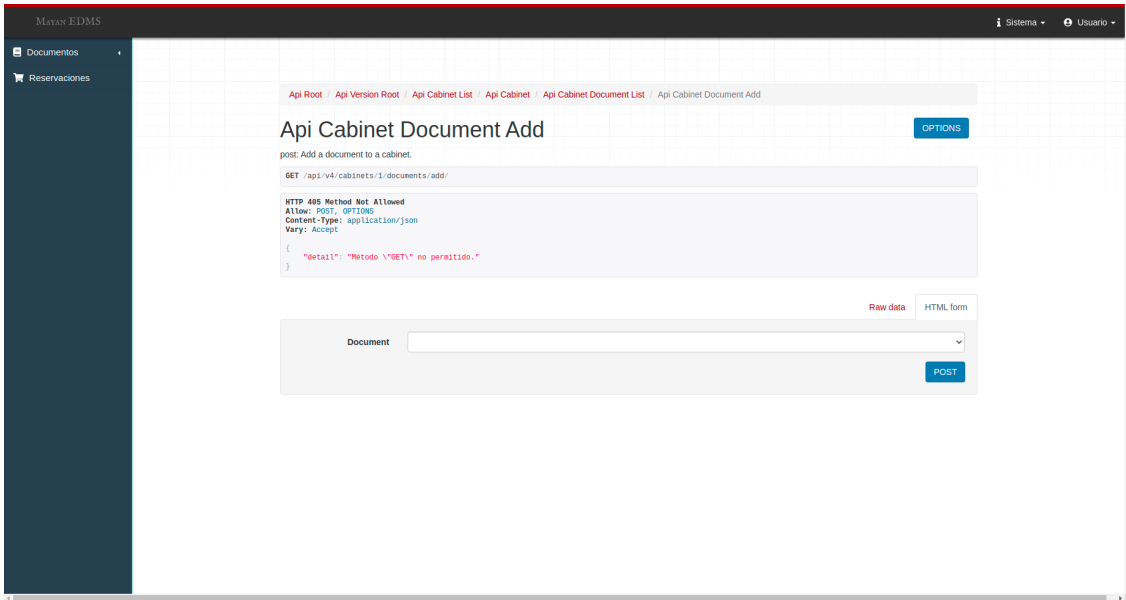 Mayan EDMS
Sistema
Usuario
Documentos
Reservaciones
Api Root / Api Version Root / Api Cabinet List / Api Cabinet / Api Cabinet Document List / Api Cabinet Document Add
Api Cabinet Document Add
OPTIONS
post: Add a document to a cabinet.
GET /api/v4/cabinets/1/documents/add/
HTTP 405 Method Not Allowed
Allow: POST, OPTIONS
Content-Type: application/json
Vary: Accept
{
"detail": "Método \"GET\" no permitido."
}
Raw data
HTML form
Document
POST